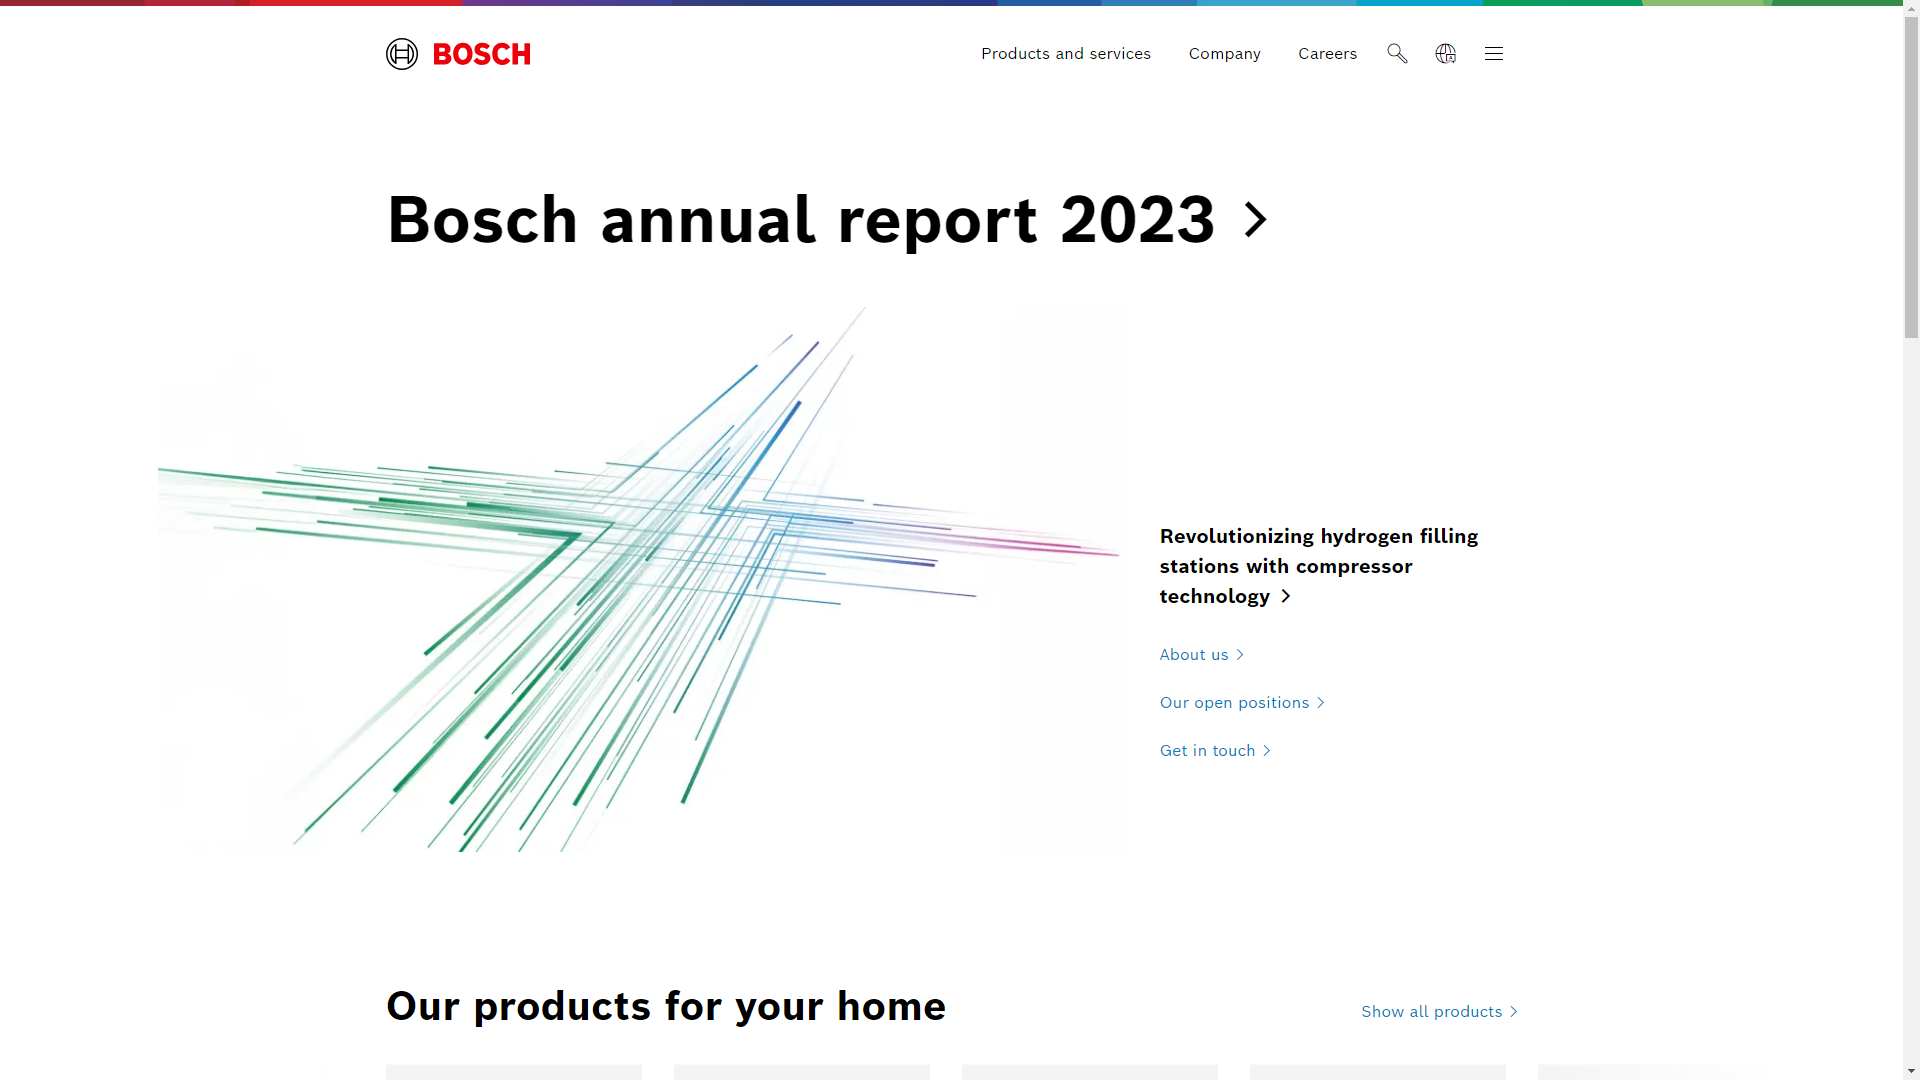 BOSCH
Products and services
Company
Careers
Bosch annual report 2023
Revolutionizing hydrogen filling
stations with compressor
technology
About us
Our open positions
Get in touch
Our products for your home
Show all products